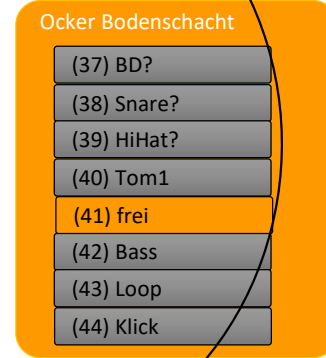 Ocker Bodenschacht
(37) BD?
(38) Snare?
(39) HiHat?
(40) Tom1
(41) frei
(42) Bass
(43) Loop
(44) Klick